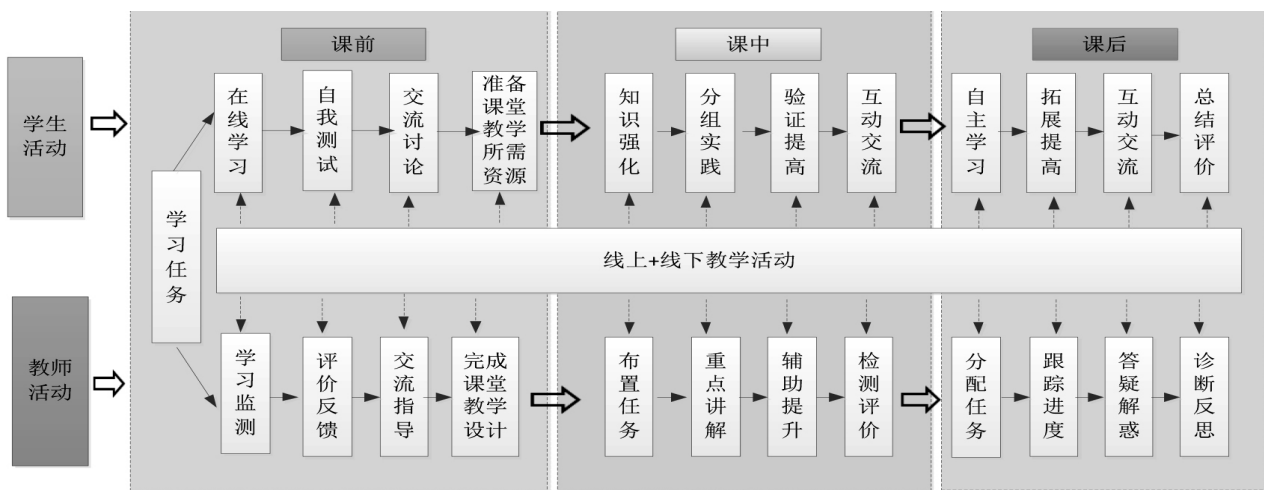 课前
课中
课后
学生
活动
在线学习
自我测试
交流讨论
准备
课堂
教学
所需
资源
知识强化
分组实践
验证提高
互动交流
自主学习
拓展提高
互动交流
总结评价
学习任务
线上+线下教学活动
教师
活动
学习监测
评价反馈
交流指导
完成
课堂
教学
设计
布置任务
重点讲解
辅助提升
检测评价
分配任务
跟踪进度
答疑解惑
诊断反思